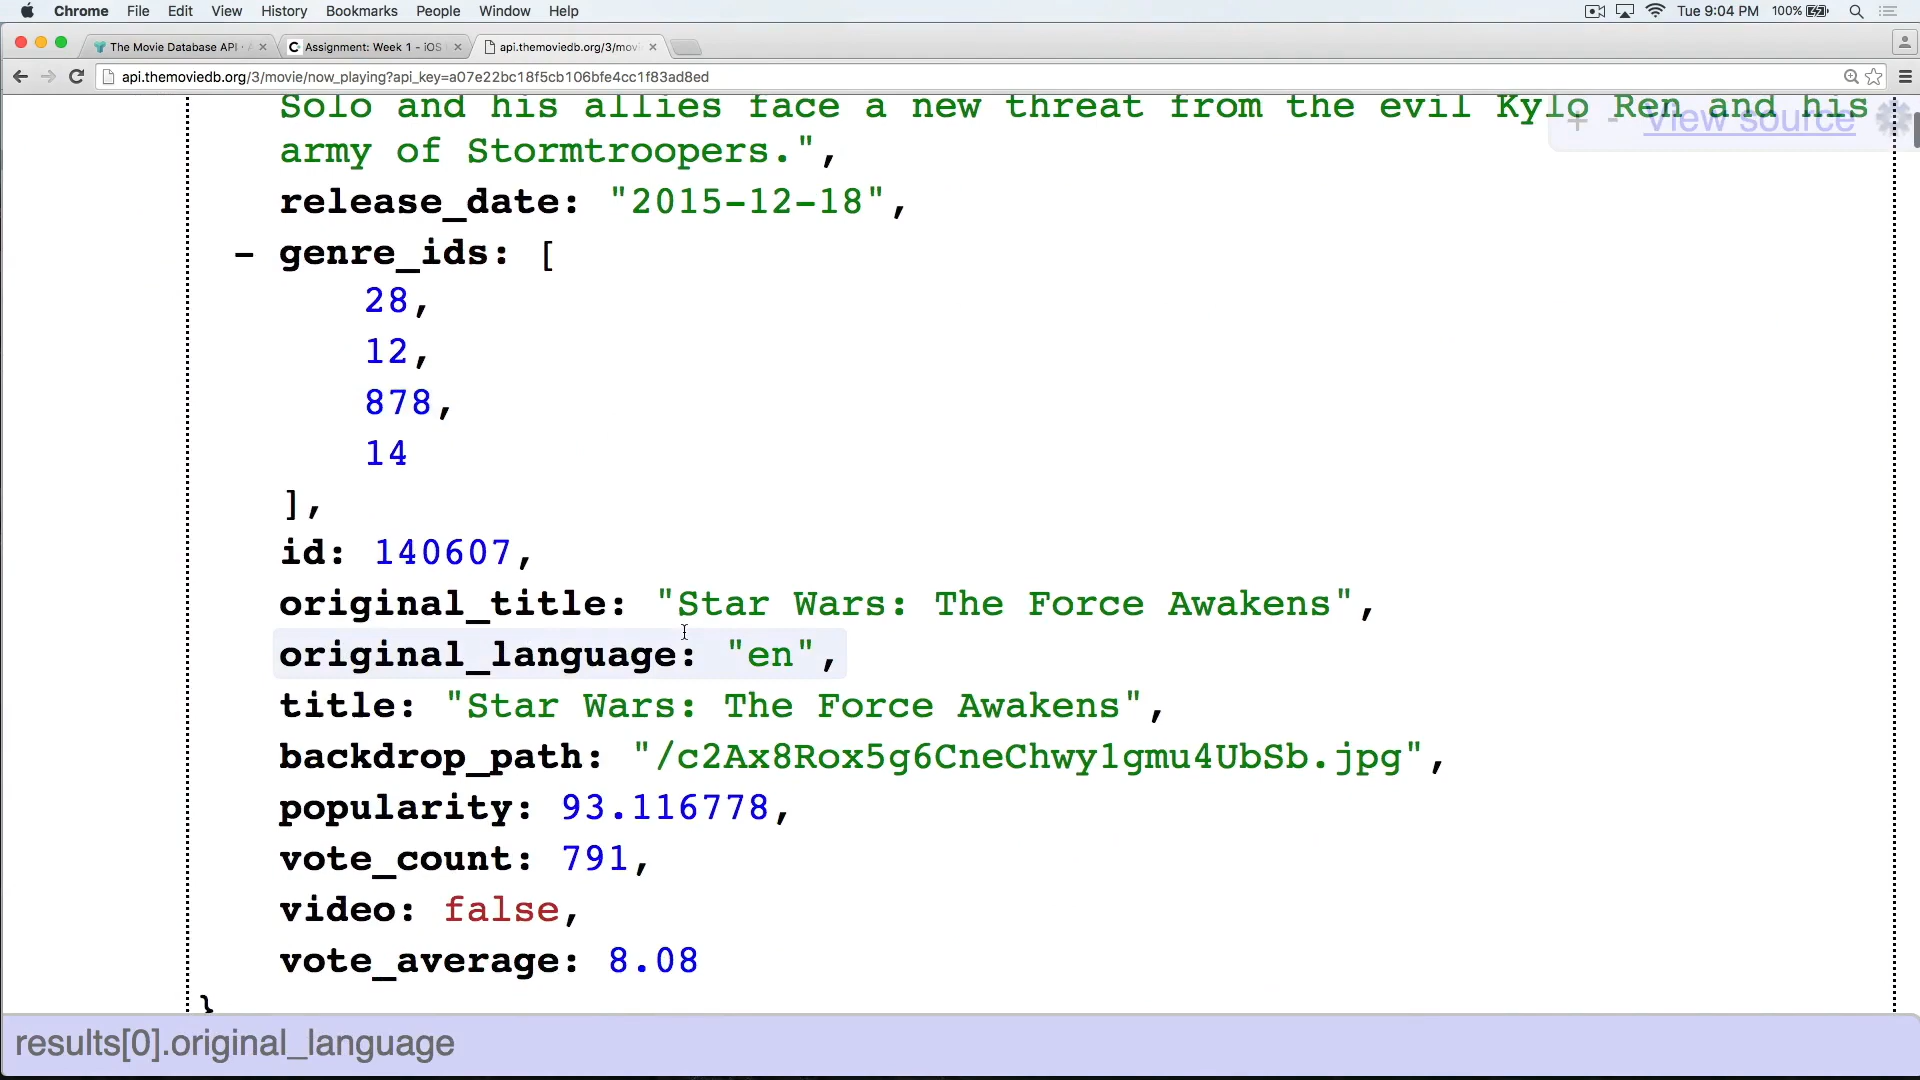 Chrome File Edit View History Bookmarks People Window Help Tue 9:04 PM 100%
The Movie Database API · Assignment: Week 1 - iOS api.themoviedb.org/3/mov
api.themoviedb.org/3/movie/now_playing?api_key=a07e22bc18f5cb106bfe4cc1f83ad8ed
Solo and his allies face a new threat from the evil Kylo Ren and his
+ - View source
army of Stormtroopers.",
release_date: "2015-12-18",
- genre_ids: [
28,
12,
878,
14
],
id: 140607,
original_title: "Star Wars: The Force Awakens",
original_language: "en",
title: "Star Wars: The Force Awakens",
backdrop_path: "/c2Ax8Rox5g6CneChwy1gmu4UbSb.jpg",
popularity: 93.116778,
vote_count: 791,
video: false,
vote_average: 8.08
}
results[0].original_language